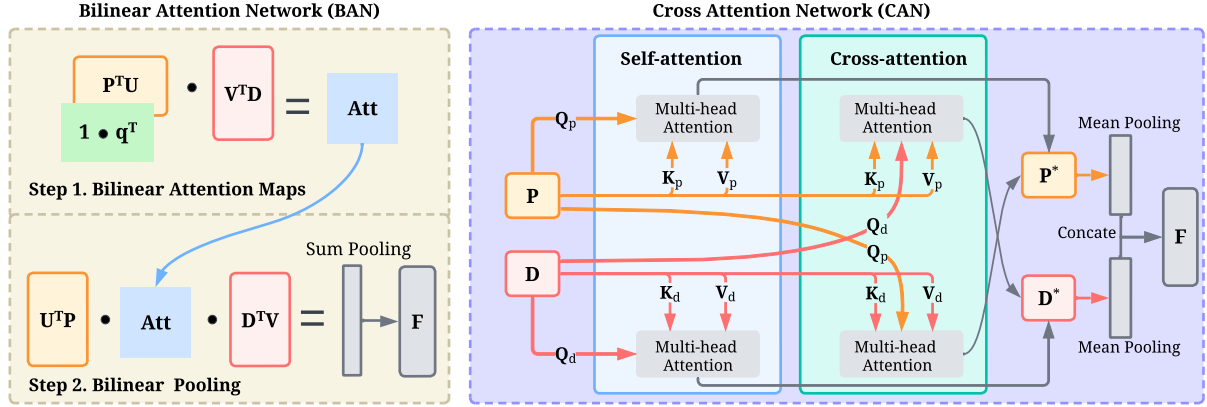 Bilinear Attention Network (BAN)
PᵀU
1 • qᵀ
•
VᵀD
=
Att
Step 1. Bilinear Attention Maps
UᵀP
•
Att
•
DᵀV
=
Sum Pooling
F
Step 2. Bilinear Pooling
Cross Attention Network (CAN)
Self-attention
Cross-attention
Multi-head
Attention
Multi-head
Attention
Qp
Kp
Vp
Kp
Vp
P
Qd
Qp
D
Kd
Vd
Kd
Vd
Qd
Multi-head
Attention
Multi-head
Attention
Mean Pooling
P*
Concate
F
D*
Mean Pooling